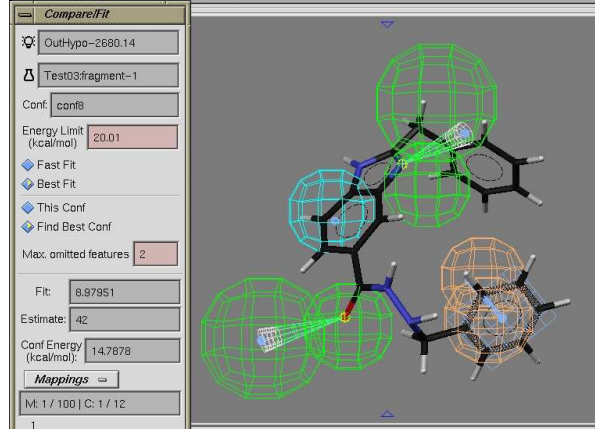 Compare/Fit
OutHypo-2680.14
Test03:fragment-1
Conf: conf8
Energy Limit
(kcal/mol) 20.01
Fast Fit
Best Fit
This Conf
Find Best Conf
Max. omitted features 2
Fit: 8.97951
Estimate: 42
Conf Energy
(kcal/mol): 14.7878
Mappings
M: 1 / 100 | C: 1 / 12
1